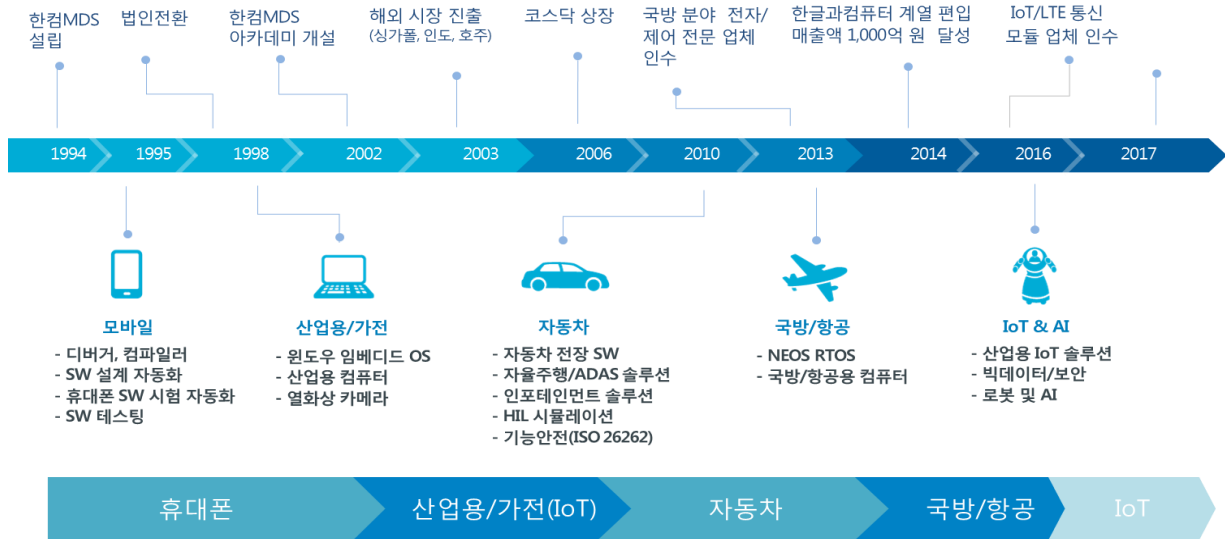 한컴MDS
설립
법인전환
한컴MDS
아카데미 개설
해외 시장 진출
(싱가폴, 인도, 호주)
코스닥 상장
국방 분야 전자/
제어 전문 업체
인수
한글과컴퓨터 계열 편입
매출액 1,000억 원 달성
IoT/LTE 통신
모듈 업체 인수
1994 1995 1998 2002 2003 2006 2010 2013 2014 2016 2017
모바일
- 디버거, 컴파일러
- SW 설계 자동화
- 휴대폰 SW 시험 자동화
- SW 테스팅
산업용/가전
- 윈도우 임베디드 OS
- 산업용 컴퓨터
- 열화상 카메라
자동차
- 자동차 전장 SW
- 자율주행/ADAS 솔루션
- 인포테인먼트 솔루션
- HIL 시뮬레이션
- 기능안전(ISO 26262)
국방/항공
- NEOS RTOS
- 국방/항공용 컴퓨터
IoT & AI
- 산업용 IoT 솔루션
- 빅데이터/보안
- 로봇 및 AI
휴대폰 산업용/가전(IoT) 자동차 국방/항공 IoT